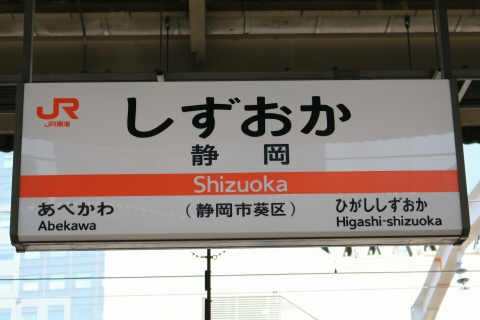 JR
JR東海
しずおか
静岡
Shizuoka
あべかわ
Abekawa
(静岡市葵区)
ひがししずおか
Higashi-shizuoka